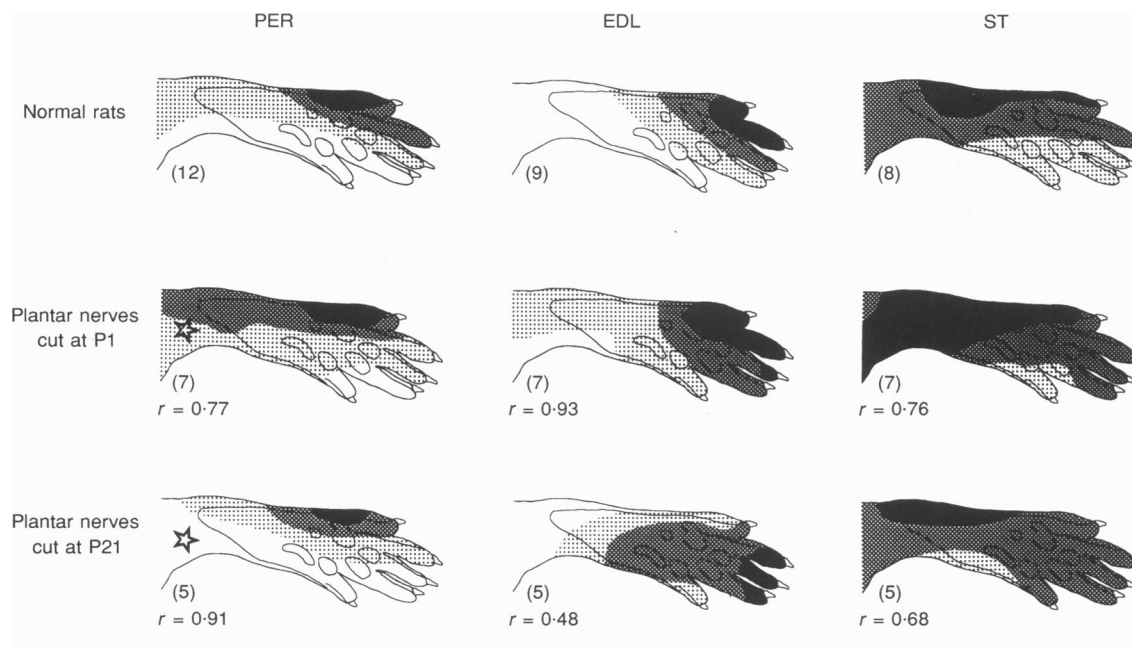 PER EDL ST
Normal rats
(12) (9) (8)
Plantar nerves
cut at P1
(7) (7) (7)
r = 0·77 r = 0·93 r = 0·76
Plantar nerves
cut at P21
(5) (5) (5)
r = 0·91 r = 0·48 r = 0·68